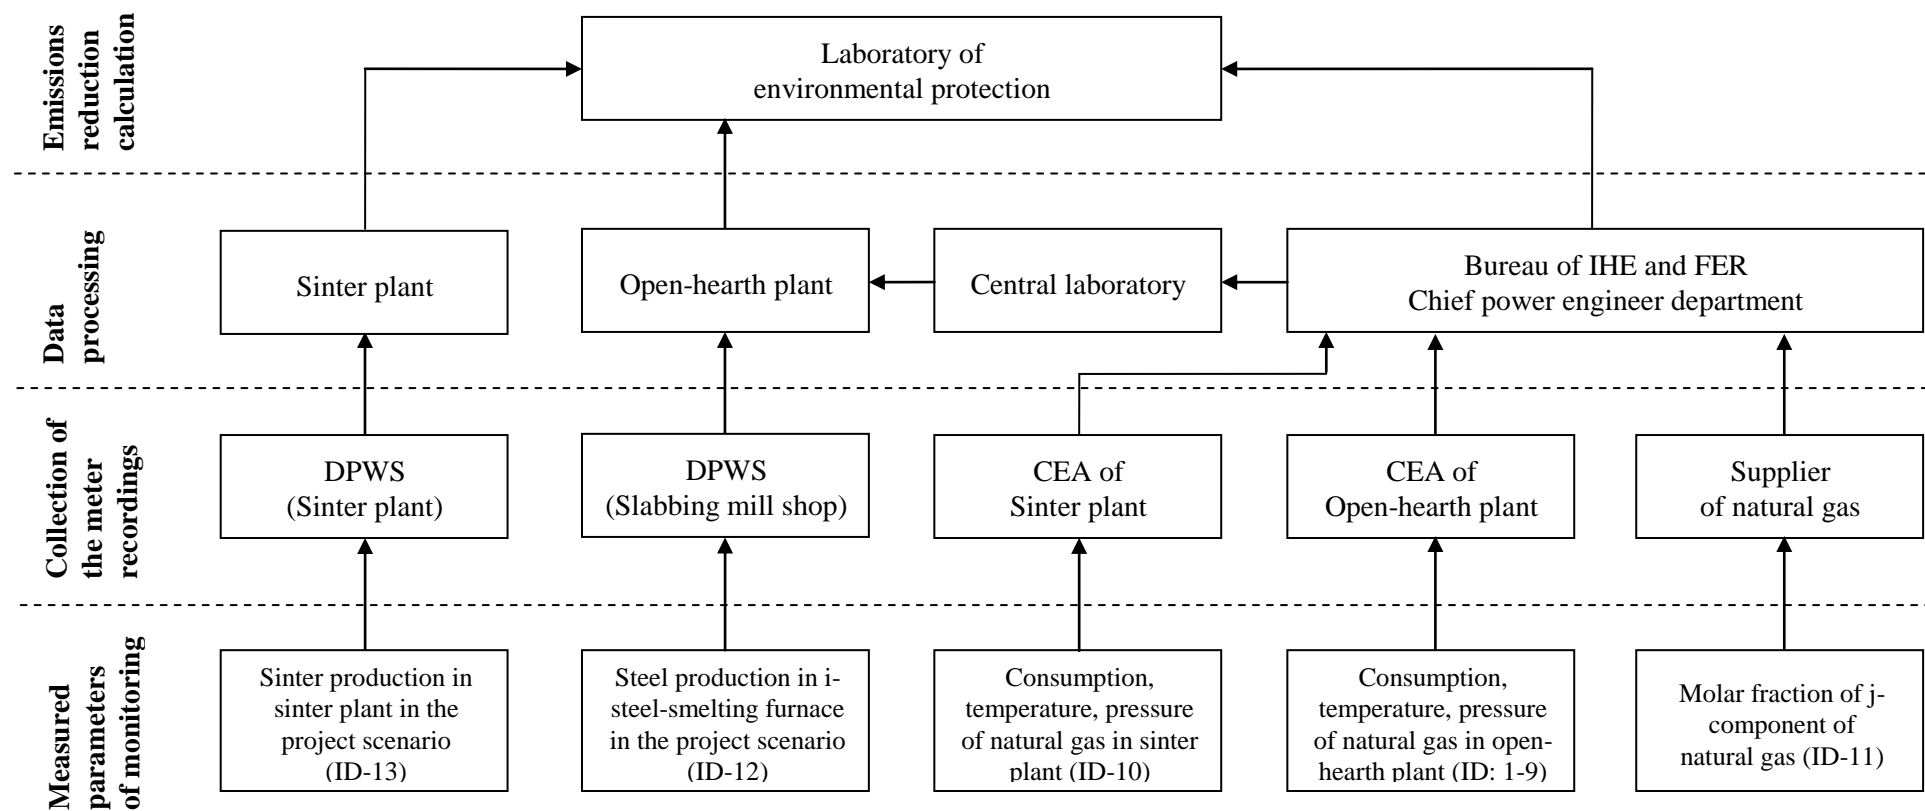 Emissions
reduction
calculation
Laboratory of
environmental protection
Data
processing
Sinter plant
Open-hearth plant
Central laboratory
Bureau of IHE and FER
Chief power engineer department
Collection of
the meter
recordings
DPWS
(Sinter plant)
DPWS
(Slabbing mill shop)
CEA of
Sinter plant
CEA of
Open-hearth plant
Supplier
of natural gas
Measured
parameters
of monitoring
Sinter production in
sinter plant in the
project scenario
(ID-13)
Steel production in i-
steel-smelting furnace
in the project scenario
(ID-12)
Consumption,
temperature, pressure
of natural gas in sinter
plant (ID-10)
Consumption,
temperature, pressure
of natural gas in open-
hearth plant (ID: 1-9)
Molar fraction of j-
component of
natural gas (ID-11)